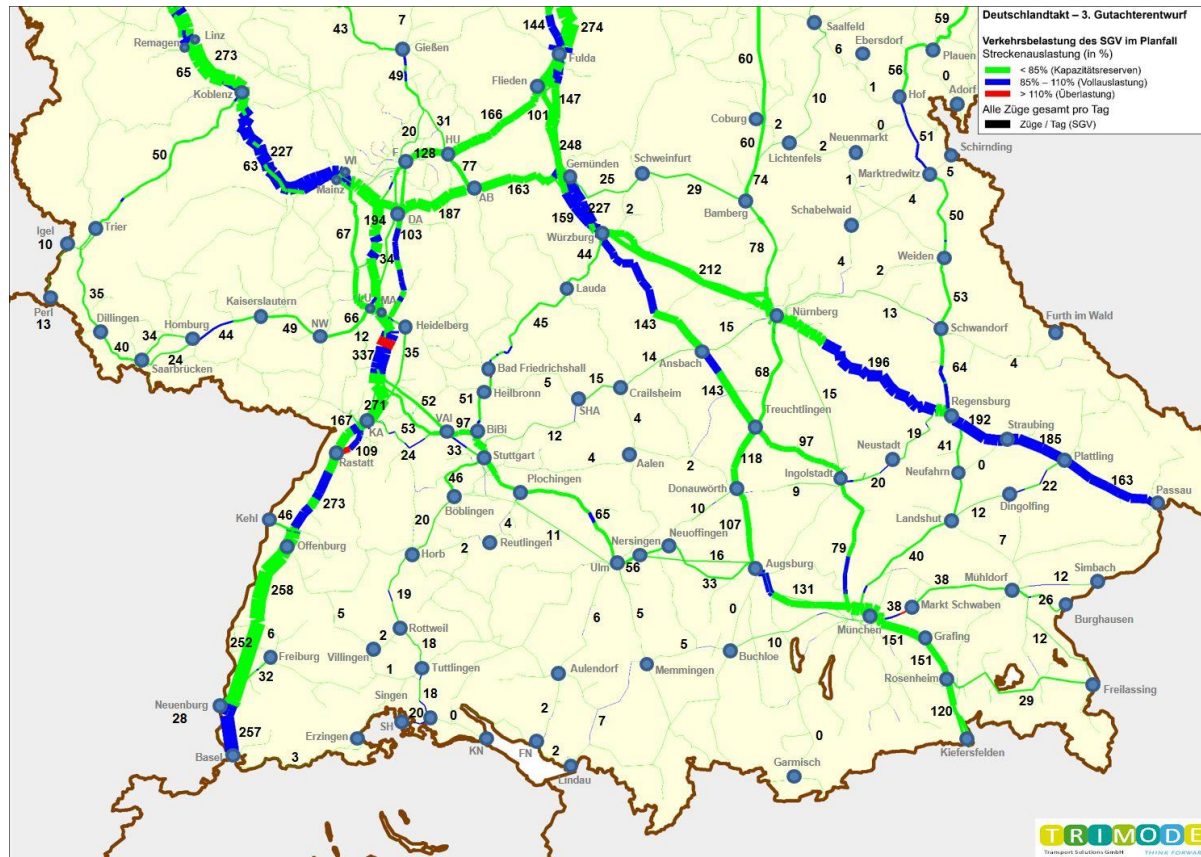 7
144
274
59
Deutschlandtakt – 3. Gutachterentwurf
Saalfeld
Linz
43
Remagen
273
Gießen
Fulda
6
Ebersdorf
Plauen
Verkehrsbelastung des SGV im Planfall
Streckenauslastung (in %)
< 85% (Kapazitätsreserven)
85% – 110% (Vollauslastung)
> 110% (Überlastung)
Alle Züge gesamt pro Tag
Züge / Tag (SGV)
65
49
60
56
0
Koblenz
Flieden
147
1
Hof
Adorf
10
166
101
Coburg
2
Neuenmarkt
0
20
31
50
227
F
128
HU
248
60
Lichtenfels
2
51
Schirnding
63
WI
Mainz
77
Gemünden
Schweinfurt
25
74
1
Marktredwitz
5
AB
163
227
29
4
194
187
159
2
Bamberg
Schabelwaid
50
Trier
DA
103
Igel
10
67
Würzburg
78
34
44
212
4
2
Weiden
35
Lauda
Perl
13
Kaiserslautern
LU
MA
53
Dillingen
Homburg
66
45
143
15
Nürnberg
13
Schwandorf
Furth im Wald
34
44
49
NW
12
Heidelberg
40
24
337
35
14
Ansbach
196
4
Saarbrücken
Bad Friedrichshall
5
143
68
64
15
Heilbronn
Crailsheim
15
271
52
51
SHA
4
Treuchtlingen
Regensburg
192
167
KA
53
VAI
97
BiBi
12
97
19
41
Straubing
185
109
24
33
Stuttgart
4
Aalen
2
118
Neustadt
0
Plattling
Rastatt
46
Ingolstadt
20
Neufahrn
22
163
273
Plochingen
Donauwörth
9
Dingolfing
Passau
Böblingen
4
65
10
107
Landshut
12
Kehl
46
20
11
Neuoffingen
79
7
Offenburg
2
Reutlingen
Nersingen
16
40
Horb
Ulm
56
33
Augsburg
Simbach
258
19
131
38
Mühldorf
12
5
6
5
0
38
Markt Schwaben
26
Burghausen
252
6
2
Rottweil
München
151
Grafing
12
Freiburg
Villingen
18
5
Buchloe
10
32
1
Tuttlingen
Aulendorf
Memmingen
151
Rosenheim
Freilassing
Neuenburg
28
Singen
18
2
29
257
SH
20
0
7
120
Erzingen
0
Basel
3
KN
FN
2
Lindau
Garmisch
Kiefersfelden
TRIMODE
Transport Solutions GmbH
THINK FORWARD